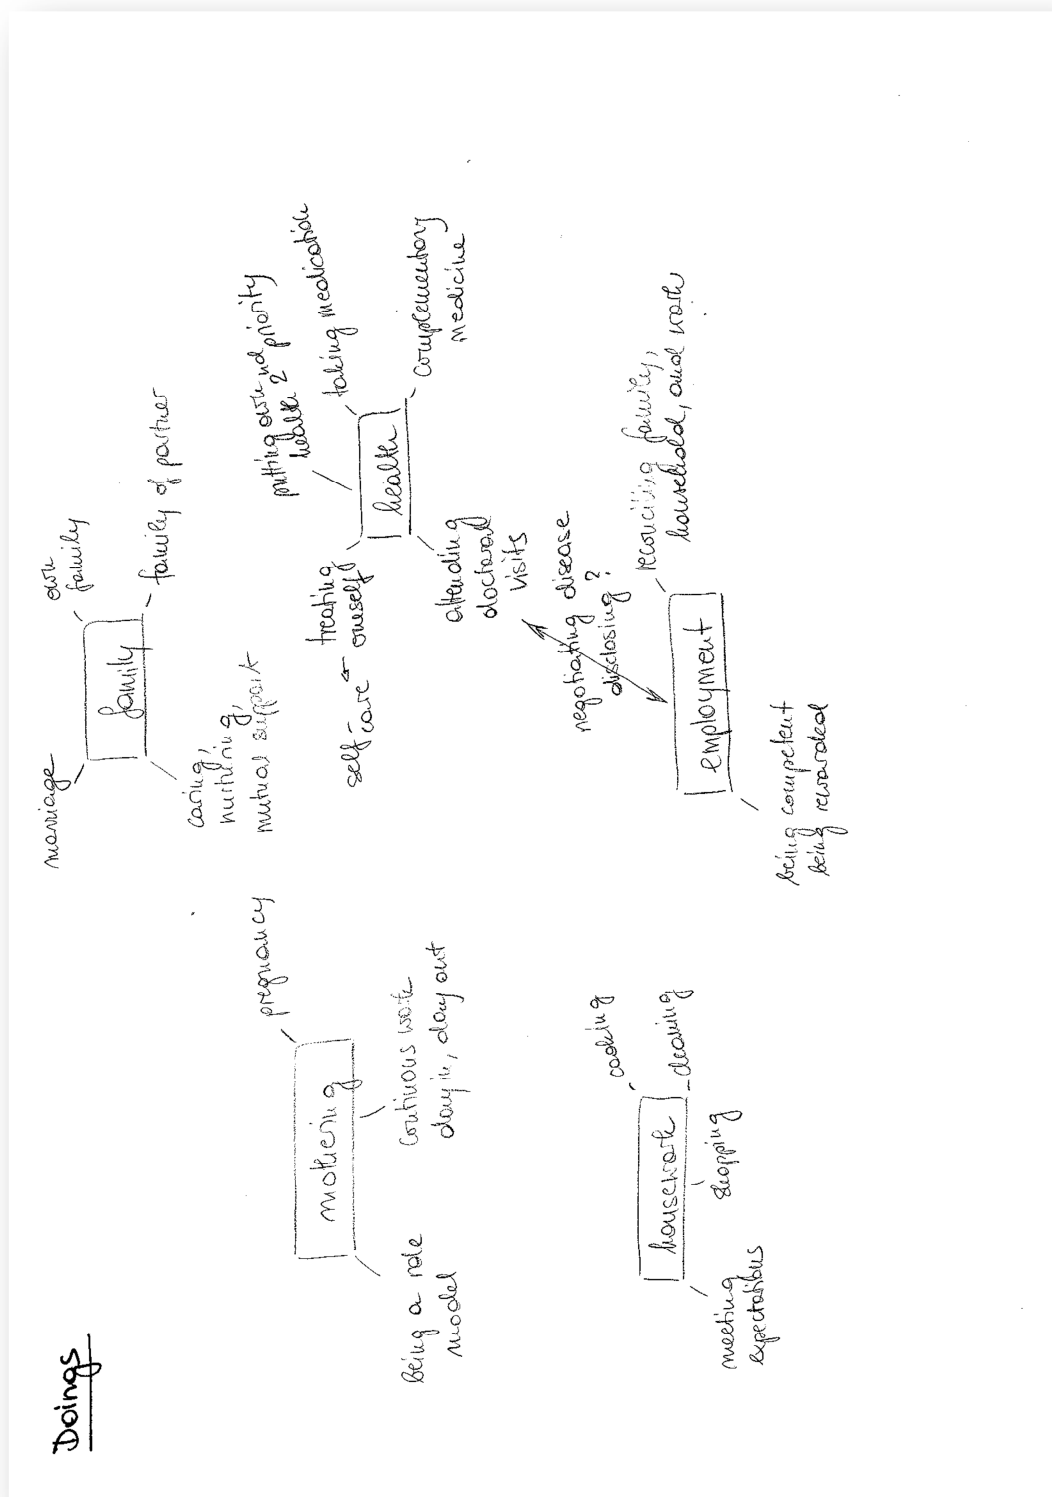 Doings
marriage
own
family
family
family of partner
caring,
nurturing,
mutual support
mothering
pregnancy
being a role
model
continuous work
day in, day out
health
putting own
health 2nd priority
taking medication
complementary
medicine
treating
oneself
self-
care
attending
doctoral
visits
negotiating disease
disclosing?
employment
reconciling family,
household, and work
being competent
being rewarded
housework
cooking
cleaning
shopping
meeting
expectations